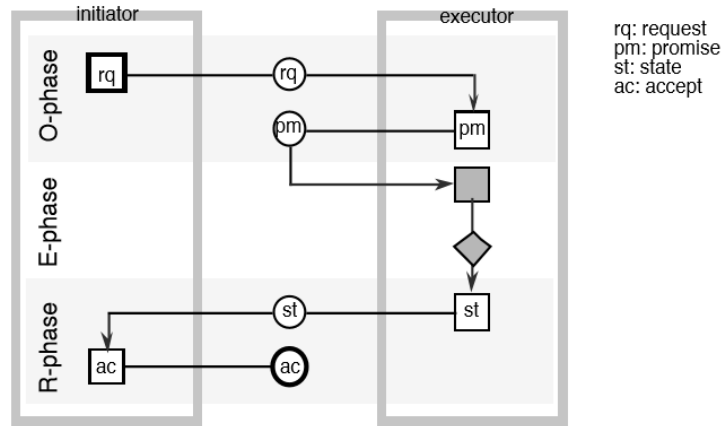 initiator
executor
rq: request
pm: promise
st: state
ac: accept
O-phase
rq
rq
pm
pm
E-phase
R-phase
st
st
ac
ac